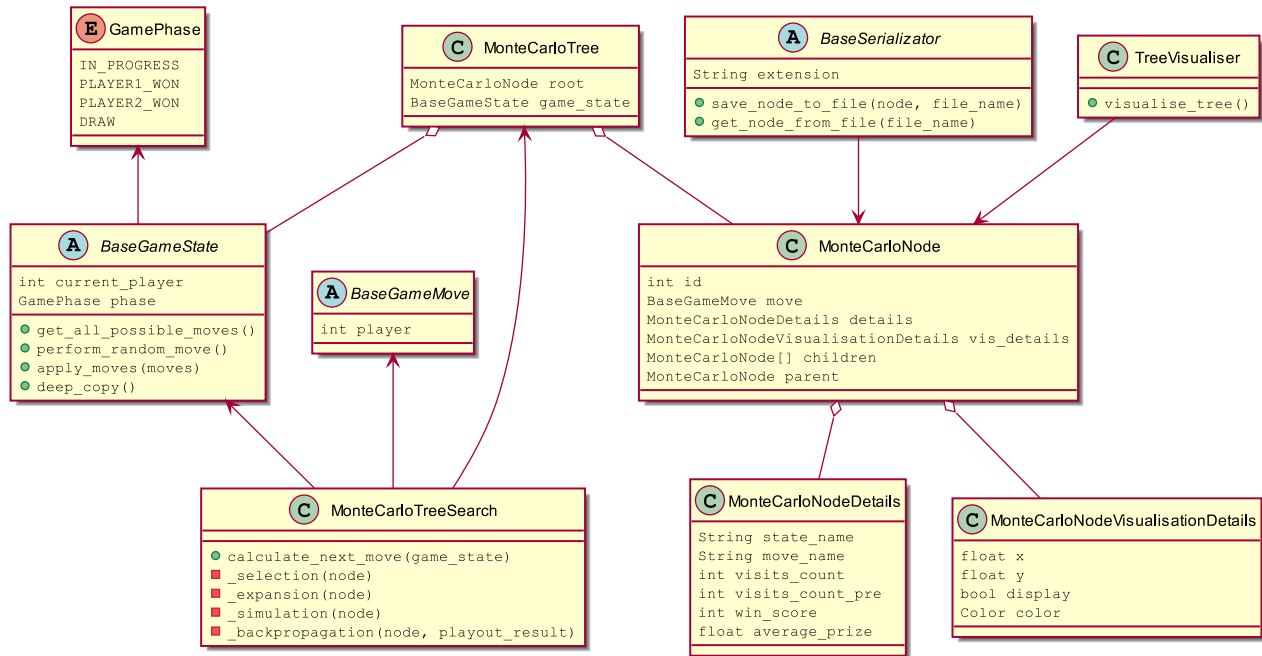 E GamePhase
IN_PROGRESS
PLAYER1_WON
PLAYER2_WON
DRAW
C MonteCarloTree
MonteCarloNode root
BaseGameState game_state
A BaseSerializator
String extension
save_node_to_file(node, file_name)
get_node_from_file(file_name)
C TreeVisualiser
visualise_tree()
A BaseGameState
int current_player
GamePhase phase
get_all_possible_moves()
perform_random_move()
apply_moves(moves)
deep_copy()
A BaseGameMove
int player
C MonteCarloNode
int id
BaseGameMove move
MonteCarloNodeDetails details
MonteCarloNodeVisualisationDetails vis_details
MonteCarloNode[] children
MonteCarloNode parent
C MonteCarloTreeSearch
calculate_next_move(game_state)
_selection(node)
_expansion(node)
_simulation(node)
_backpropagation(node, playout_result)
C MonteCarloNodeDetails
String state_name
String move_name
int visits_count
int visits_count_pre
int win_score
float average_prize
C MonteCarloNodeVisualisationDetails
float x
float y
bool display
Color color